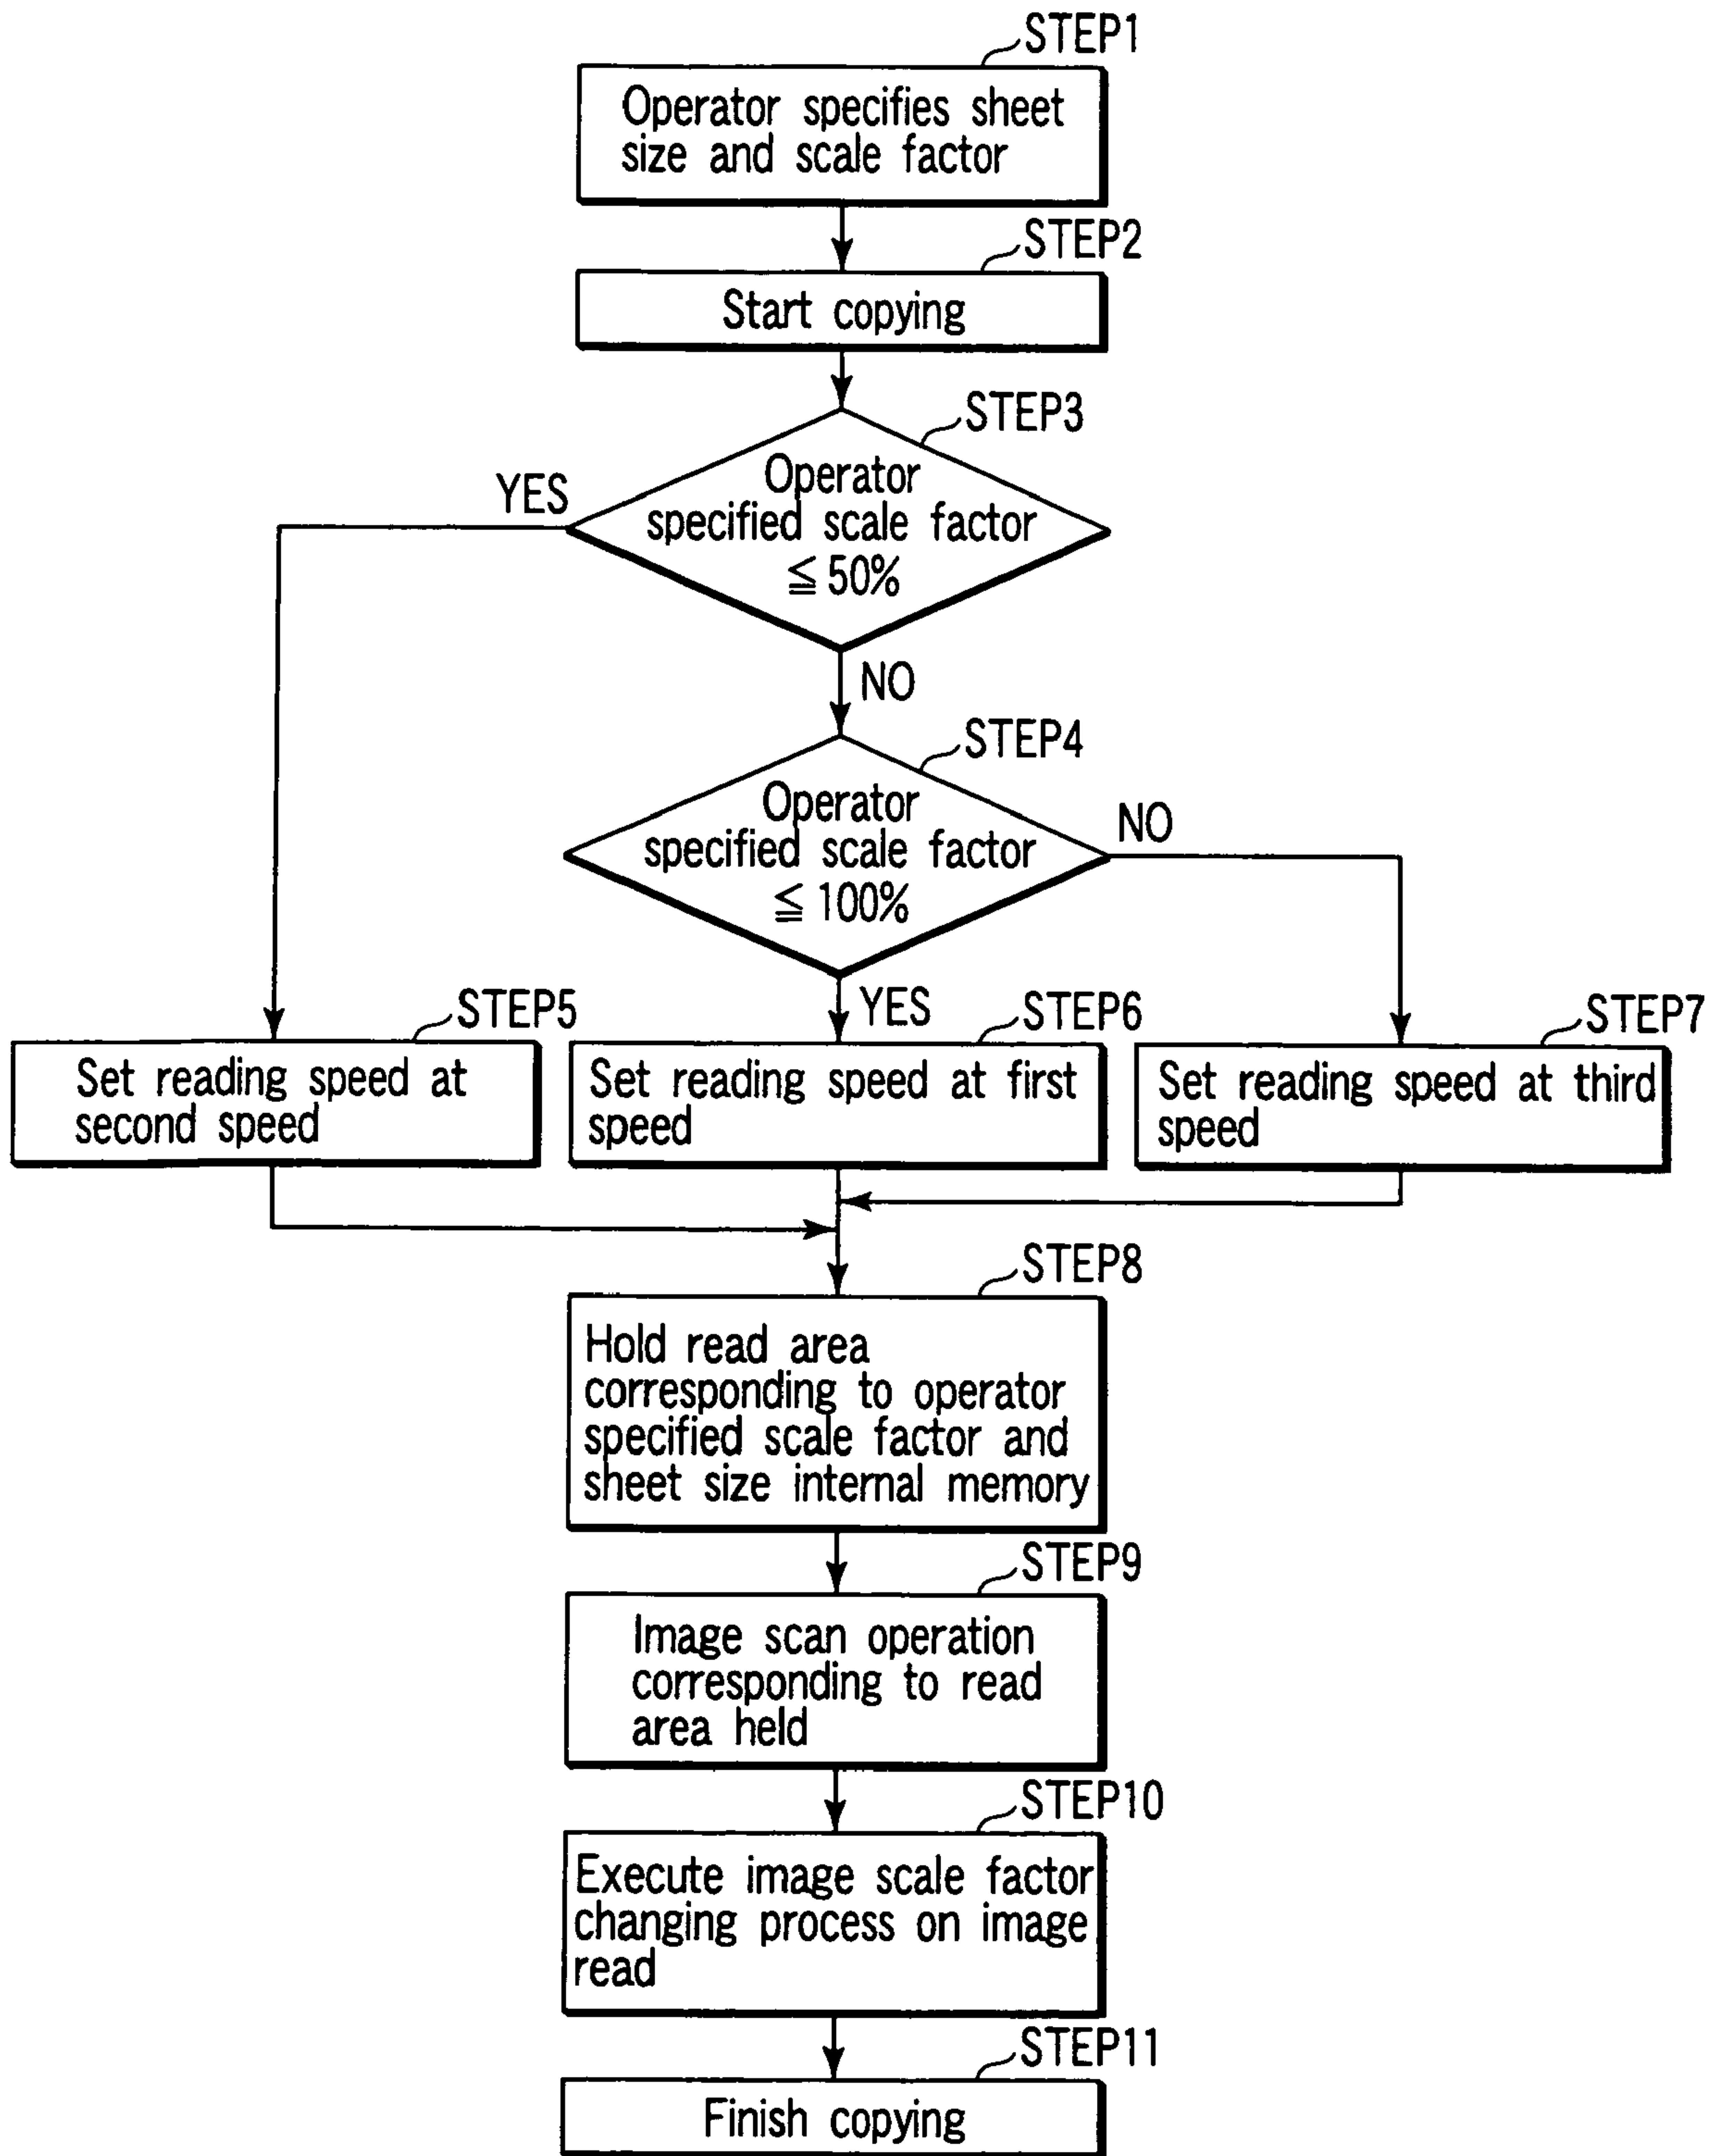 STEP1
Operator specifies sheet
size and scale factor
STEP2
Start copying
STEP3
Operator
specified scale factor
≦ 50%
YES
NO
STEP4
Operator
specified scale factor
≦ 100%
NO
YES
STEP5
Set reading speed at
second speed
STEP6
Set reading speed at first
speed
STEP7
Set reading speed at third
speed
STEP8
Hold read area
corresponding to operator
specified scale factor and
sheet size internal memory
STEP9
Image scan operation
corresponding to read
area held
STEP10
Execute image scale factor
changing process on image
read
STEP11
Finish copying